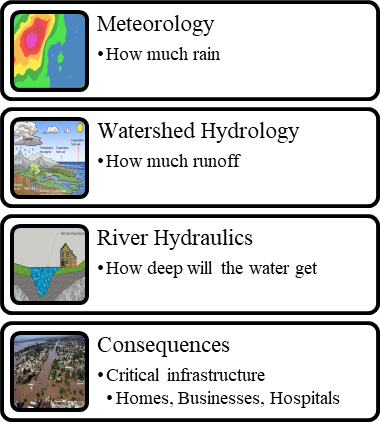 Meteorology
•How much rain
Watershed Hydrology
•How much runoff
River Hydraulics
•How deep will the water get
Consequences
•Critical infrastructure
•Homes, Businesses, Hospitals